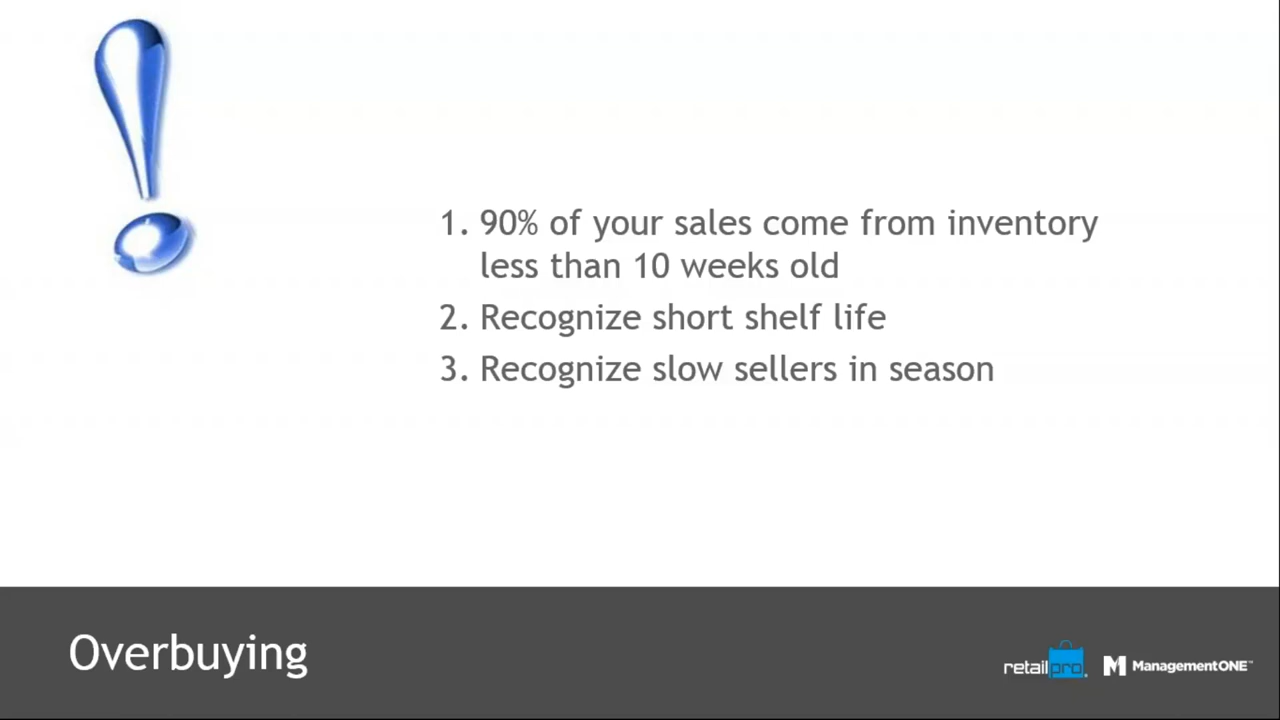 1. 90% of your sales come from inventory
less than 10 weeks old
2. Recognize short shelf life
3. Recognize slow sellers in season
Overbuying
retailpro.
M ManagementONE™